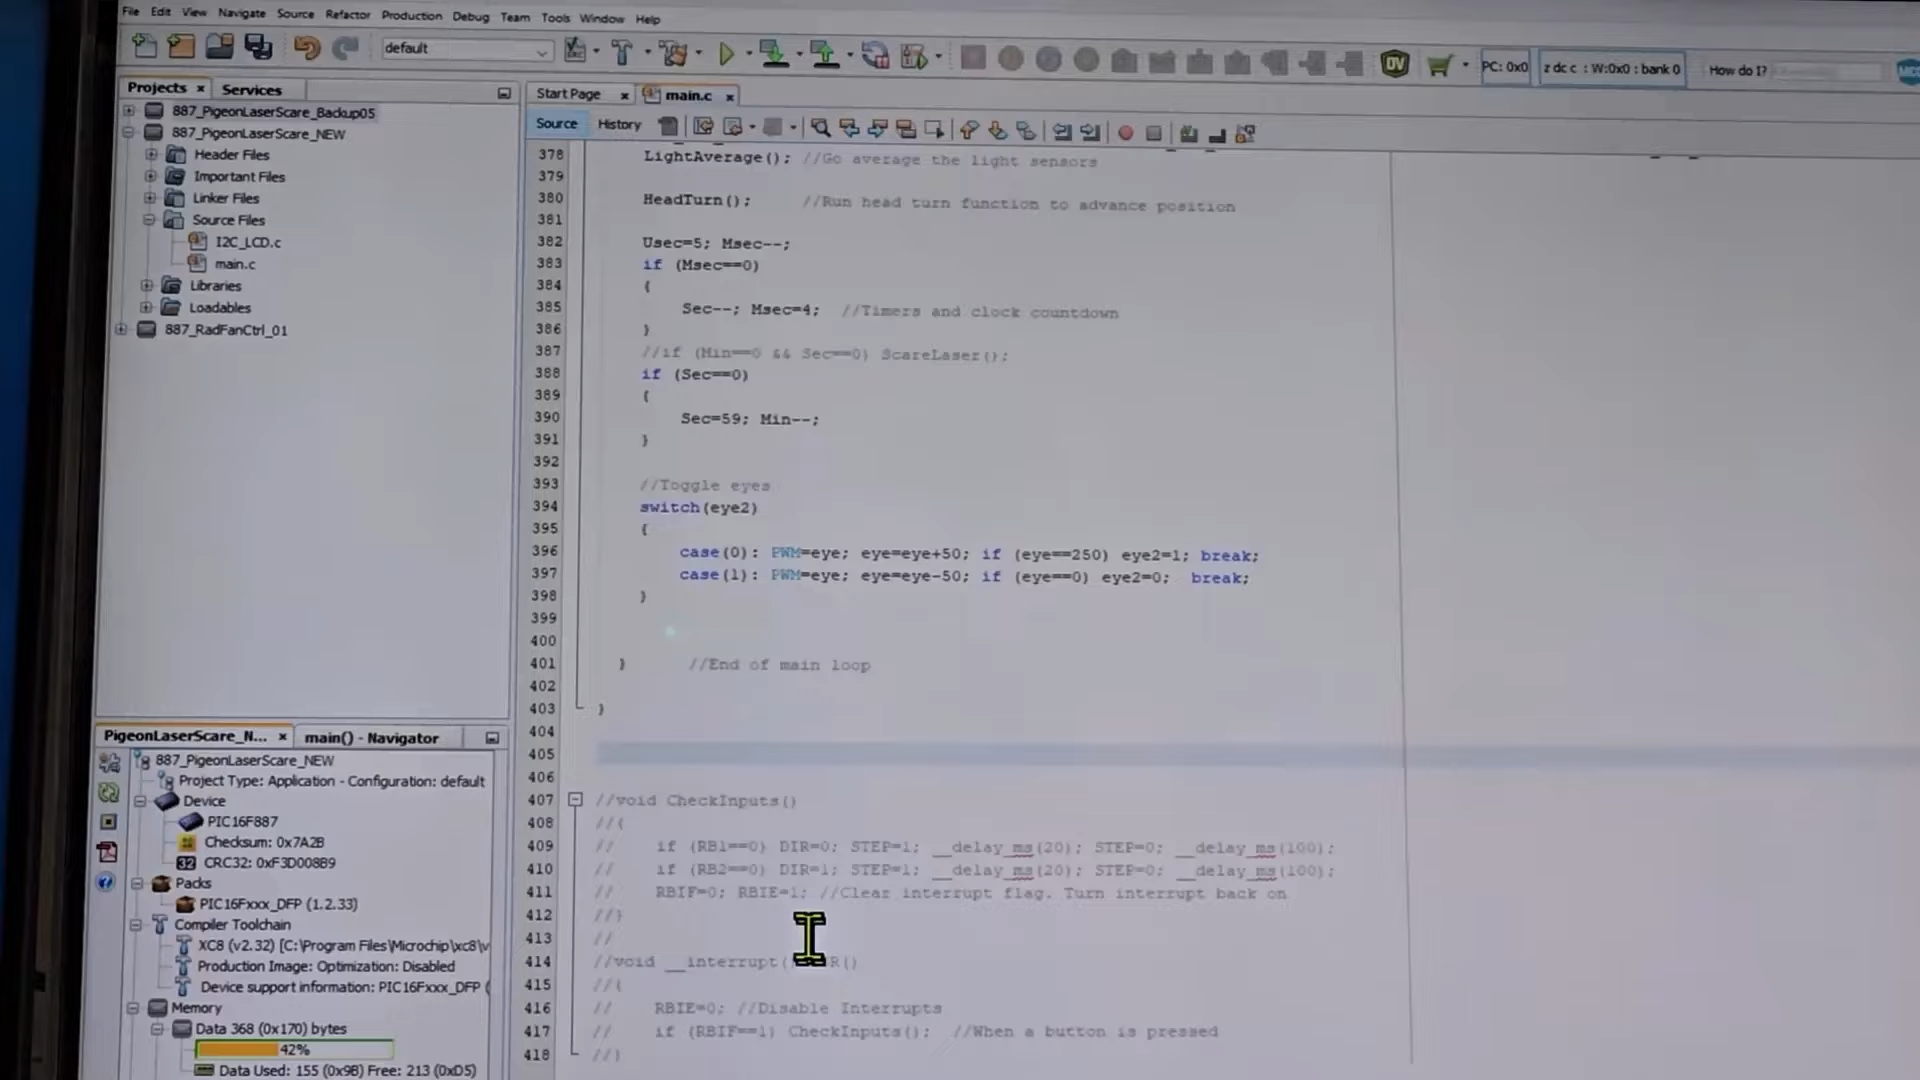 File Edit View Navigate Source Refactor Production Debug Team Tools Window Help
default
PC: 0x0
z dc c : W:0x0 : bank 0
How do I?
Projects
Services
887_PigeonLaserScare_Backup05
887_PigeonLaserScare_NEW
Header Files
Important Files
Linker Files
Source Files
I2C_LCD.c
main.c
Libraries
Loadables
887_RadFanCtrl_01
Start Page
main.c
Source
History
378 LightAverage(); //Go average the light sensors
379
380 HeadTurn(); //Run head turn function to advance position
381
382 Usec=5; Msec--;
383 if (Msec==0)
384 {
385 Sec--; Msec=4; //Timers and clock countdown
386 }
387 //if (Min==0 && Sec==0) ScareLaser();
388 if (Sec==0)
389 {
390 Sec=59; Min--;
391 }
392
393 //Toggle eyes
394 switch(eye2)
395 {
396 case(0): PWM=eye; eye=eye+50; if (eye==250) eye2=1; break;
397 case(1): PWM=eye; eye=eye-50; if (eye==0) eye2=0; break;
398 }
399
400
401 } //End of main loop
402
403 }
404
405
406
407 //void CheckInputs()
408 //{
409 // if (RB1==0) DIR=0; STEP=1; __delay_ms(20); STEP=0; __delay_ms(100);
410 // if (RB2==0) DIR=1; STEP=1; __delay_ms(20); STEP=0; __delay_ms(100);
411 // RBIF=0; RBIE=1; //Clear interrupt flag. Turn interrupt back on
412 //}
413 //
414 //void __interrupt( R()
415 //{
416 // RBIE=0; //Disable Interrupts
417 // if (RBIF==1) CheckInputs(); //When a button is pressed
418 //}
PigeonLaserScare_N...
main() - Navigator
887_PigeonLaserScare_NEW
Project Type: Application - Configuration: default
Device
PIC16F887
Checksum: 0x7A2B
CRC32: 0xF3D008B9
Packs
PIC16Fxxx_DFP (1.2.33)
Compiler Toolchain
XC8 (v2.32) [C:\Program Files\Microchip\xc8\v
Production Image: Optimization: Disabled
Device support information: PIC16Fxxx_DFP (
Memory
Data 368 (0x170) bytes
42%
Data Used: 155 (0x9B) Free: 213 (0xD5)